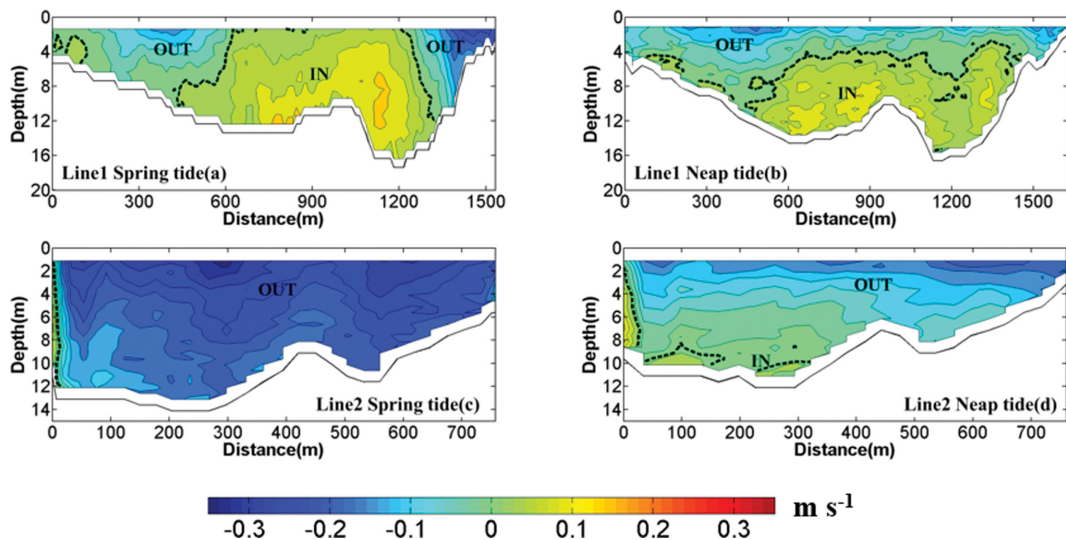 0
4
8
12
16
20
Depth(m)
OUT
IN
OUT
Line1 Spring tide(a)
0 300 600 900 1200 1500
Distance(m)
0
4
8
12
16
20
Depth(m)
OUT
IN
Line1 Neap tide(b)
0 300 600 900 1200 1500
Distance(m)
0
2
4
6
8
10
12
14
Depth(m)
OUT
Line2 Spring tide(c)
0 100 200 300 400 500 600 700
Distance(m)
0
2
4
6
8
10
12
14
Depth(m)
OUT
IN
Line2 Neap tide(d)
0 100 200 300 400 500 600 700
Distance(m)
-0.3 -0.2 -0.1 0 0.1 0.2 0.3
m s-1